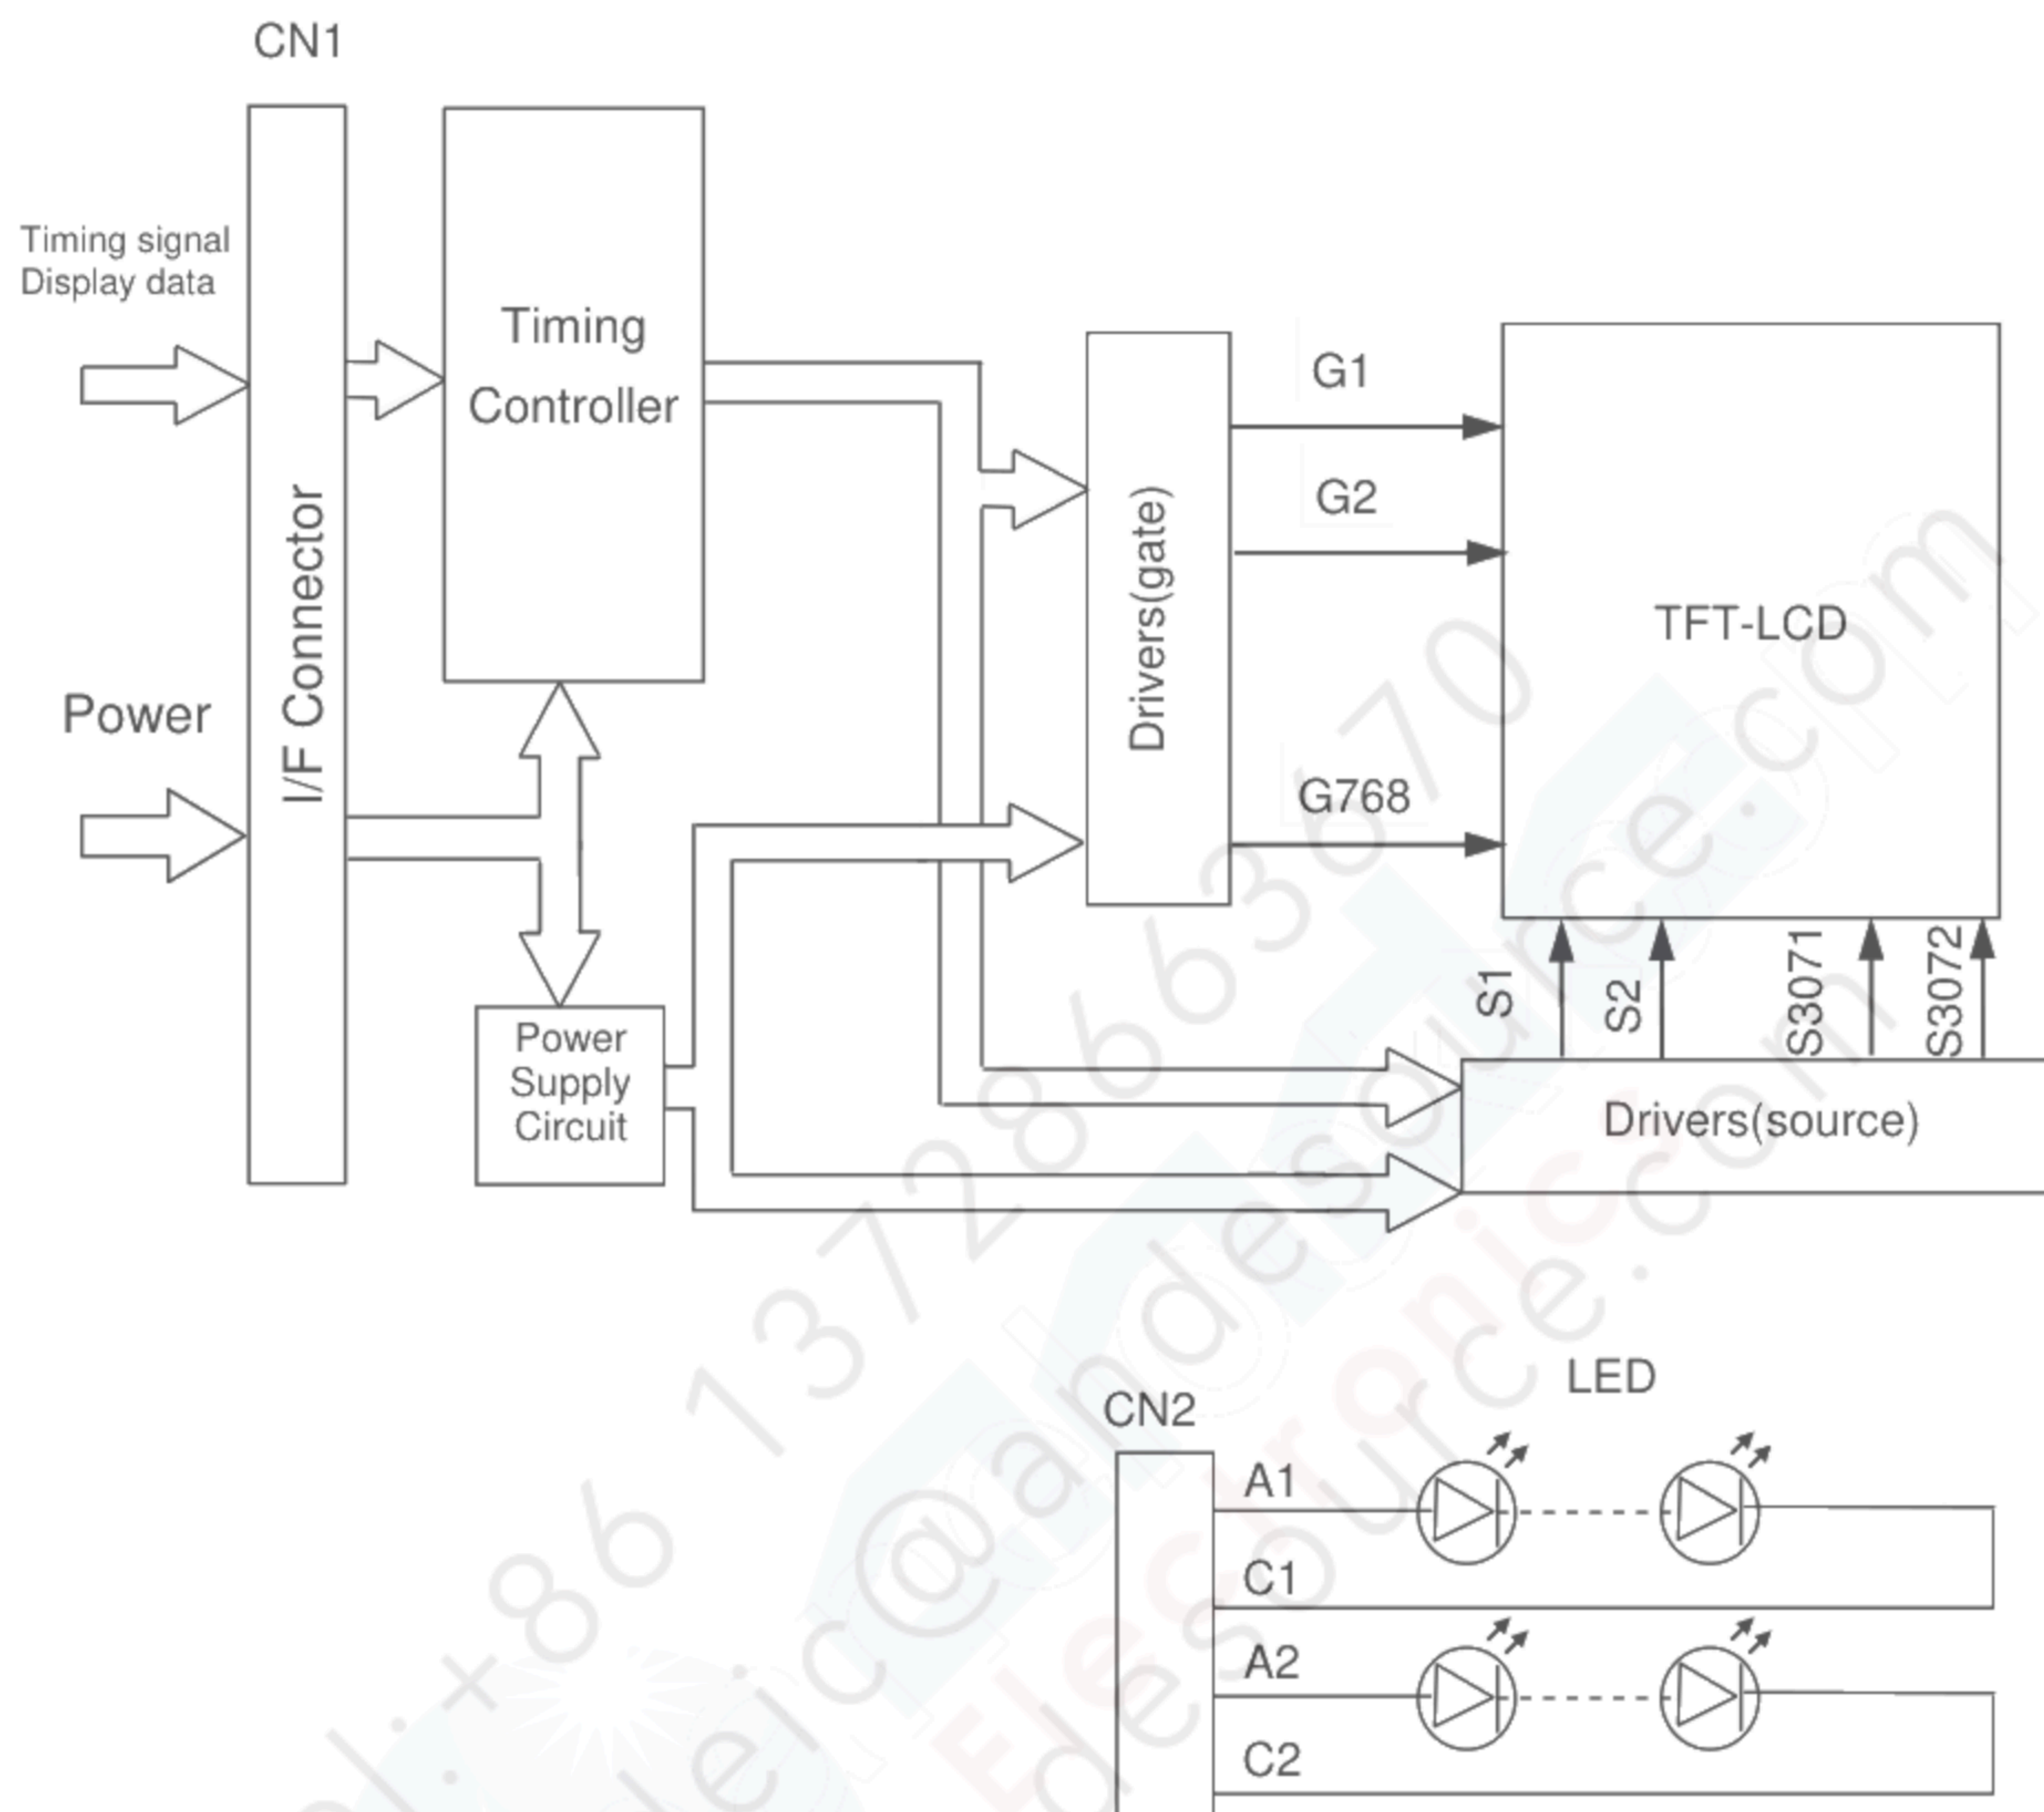 CN1
Timing signal
Display data
Timing
Controller
I/F Connector
Power
Power
Supply
Circuit
Drivers(gate)
G1
G2
G768
TFT-LCD
S1
S2
S3071
S3072
Drivers(source)
LED
CN2
A1
C1
A2
C2